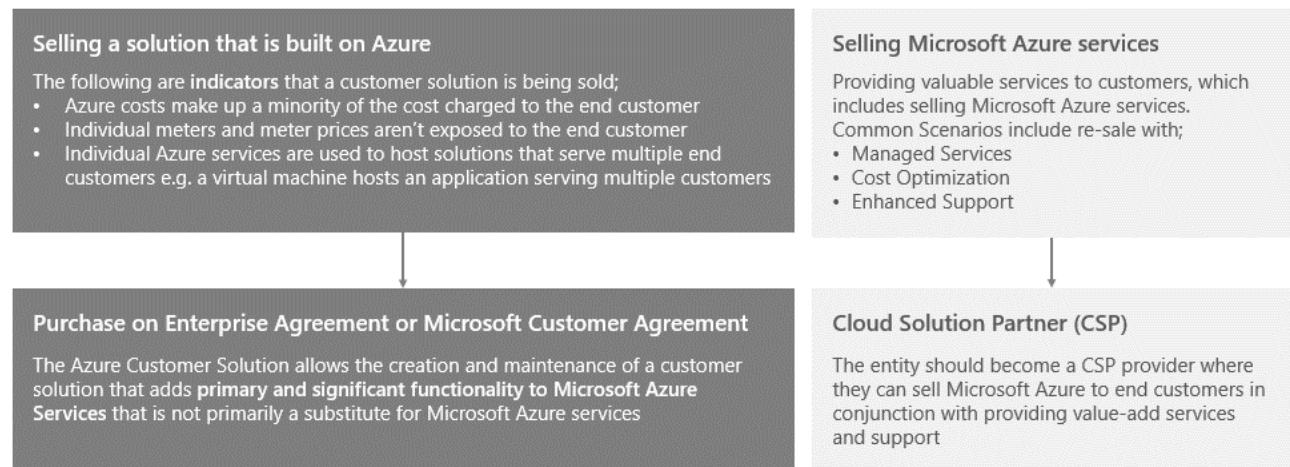 Selling a solution that is built on Azure
The following are indicators that a customer solution is being sold;
• Azure costs make up a minority of the cost charged to the end customer
• Individual meters and meter prices aren't exposed to the end customer
• Individual Azure services are used to host solutions that serve multiple end
customers e.g. a virtual machine hosts an application serving multiple customers
Selling Microsoft Azure services
Providing valuable services to customers, which
includes selling Microsoft Azure services.
Common Scenarios include re-sale with;
• Managed Services
• Cost Optimization
• Enhanced Support
Purchase on Enterprise Agreement or Microsoft Customer Agreement
The Azure Customer Solution allows the creation and maintenance of a customer
solution that adds primary and significant functionality to Microsoft Azure
Services that is not primarily a substitute for Microsoft Azure services
Cloud Solution Partner (CSP)
The entity should become a CSP provider where
they can sell Microsoft Azure to end customers in
conjunction with providing value-add services
and support